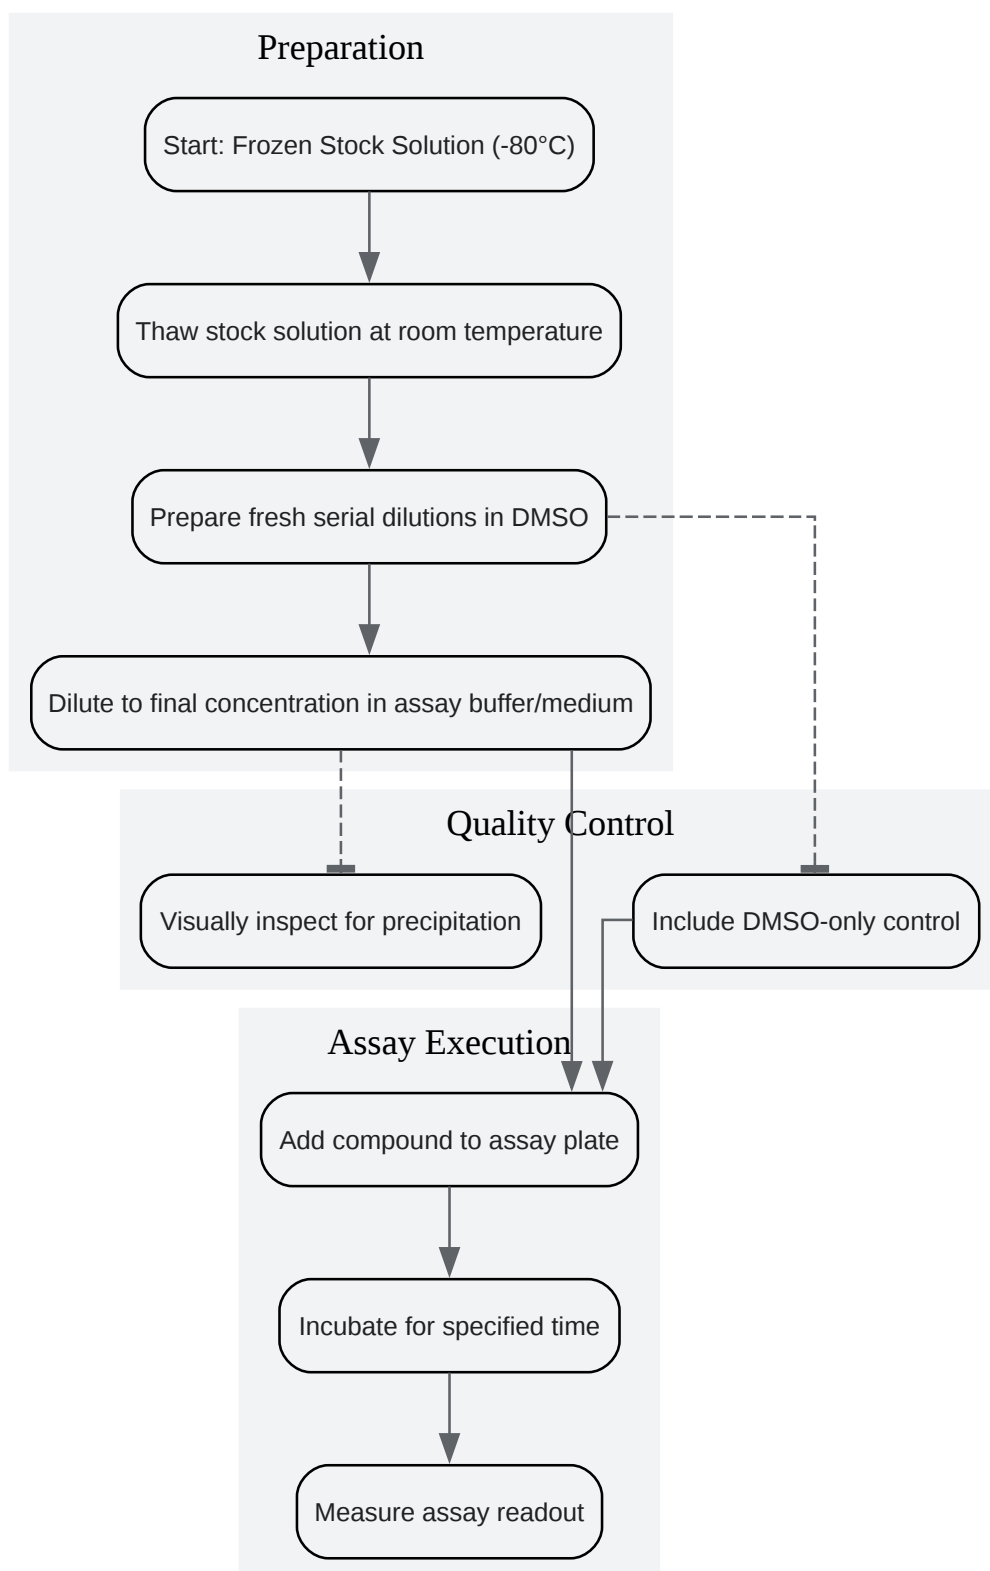 Preparation
Start: Frozen Stock Solution (-80°C)
Thaw stock solution at room temperature
Prepare fresh serial dilutions in DMSO
Dilute to final concentration in assay buffer/medium
Quality Control
Visually inspect for precipitation
Include DMSO-only control
Assay Execution
Add compound to assay plate
Incubate for specified time
Measure assay readout